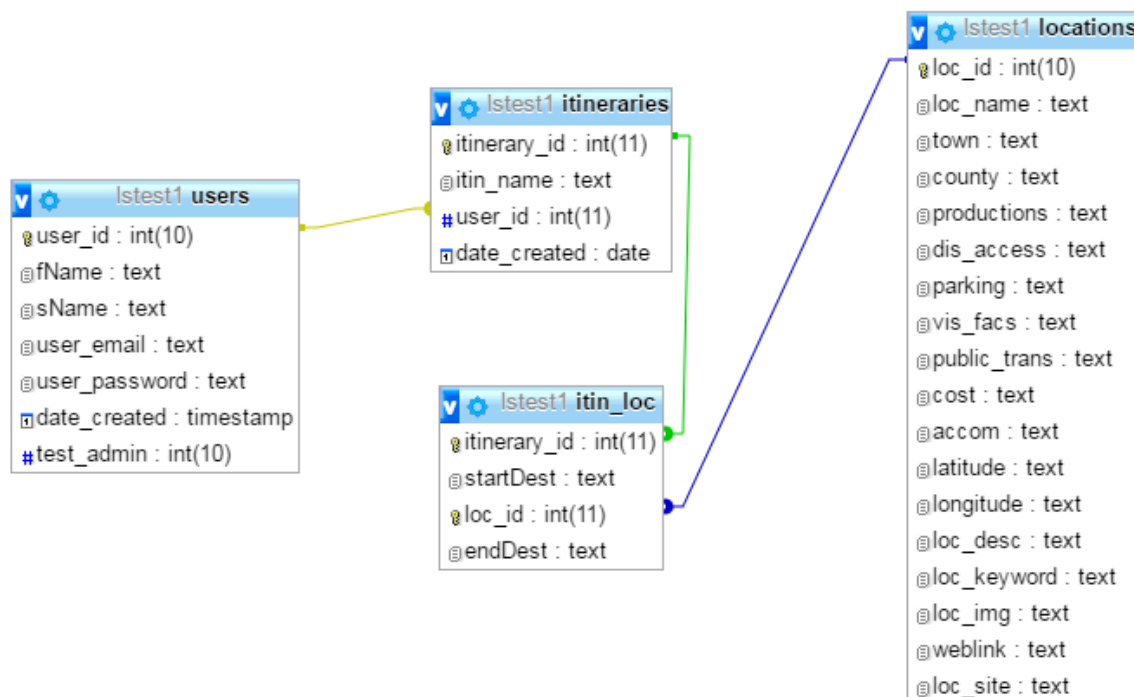 lstest1 users
user_id : int(10)
fName : text
sName : text
user_email : text
user_password : text
date_created : timestamp
test_admin : int(10)
lstest1 itineraries
itinerary_id : int(11)
itin_name : text
user_id : int(11)
date_created : date
lstest1 itin_loc
itinerary_id : int(11)
startDest : text
loc_id : int(11)
endDest : text
lstest1 locations
loc_id : int(10)
loc_name : text
town : text
county : text
productions : text
dis_access : text
parking : text
vis_facs : text
public_trans : text
cost : text
accom : text
latitude : text
longitude : text
loc_desc : text
loc_keyword : text
loc_img : text
weblink : text
loc_site : text